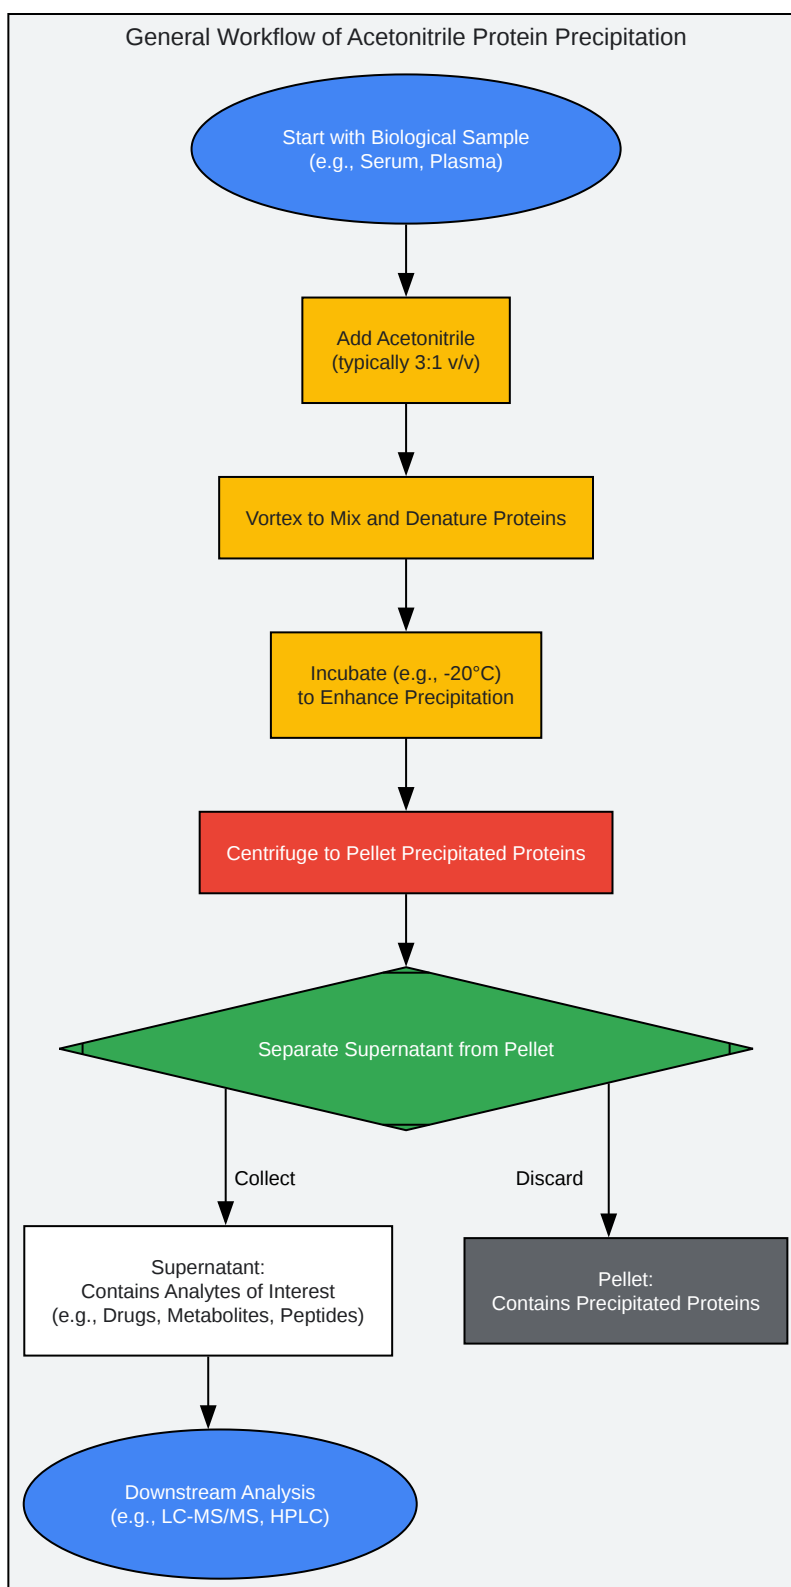 General Workflow of Acetonitrile Protein Precipitation
Start with Biological Sample
(e.g., Serum, Plasma)
Add Acetonitrile
(typically 3:1 v/v)
Vortex to Mix and Denature Proteins
Incubate (e.g., -20°C)
to Enhance Precipitation
Centrifuge to Pellet Precipitated Proteins
Separate Supernatant from Pellet
Collect
Discard
Supernatant:
Contains Analytes of Interest
(e.g., Drugs, Metabolites, Peptides)
Pellet:
Contains Precipitated Proteins
Downstream Analysis
(e.g., LC-MS/MS, HPLC)